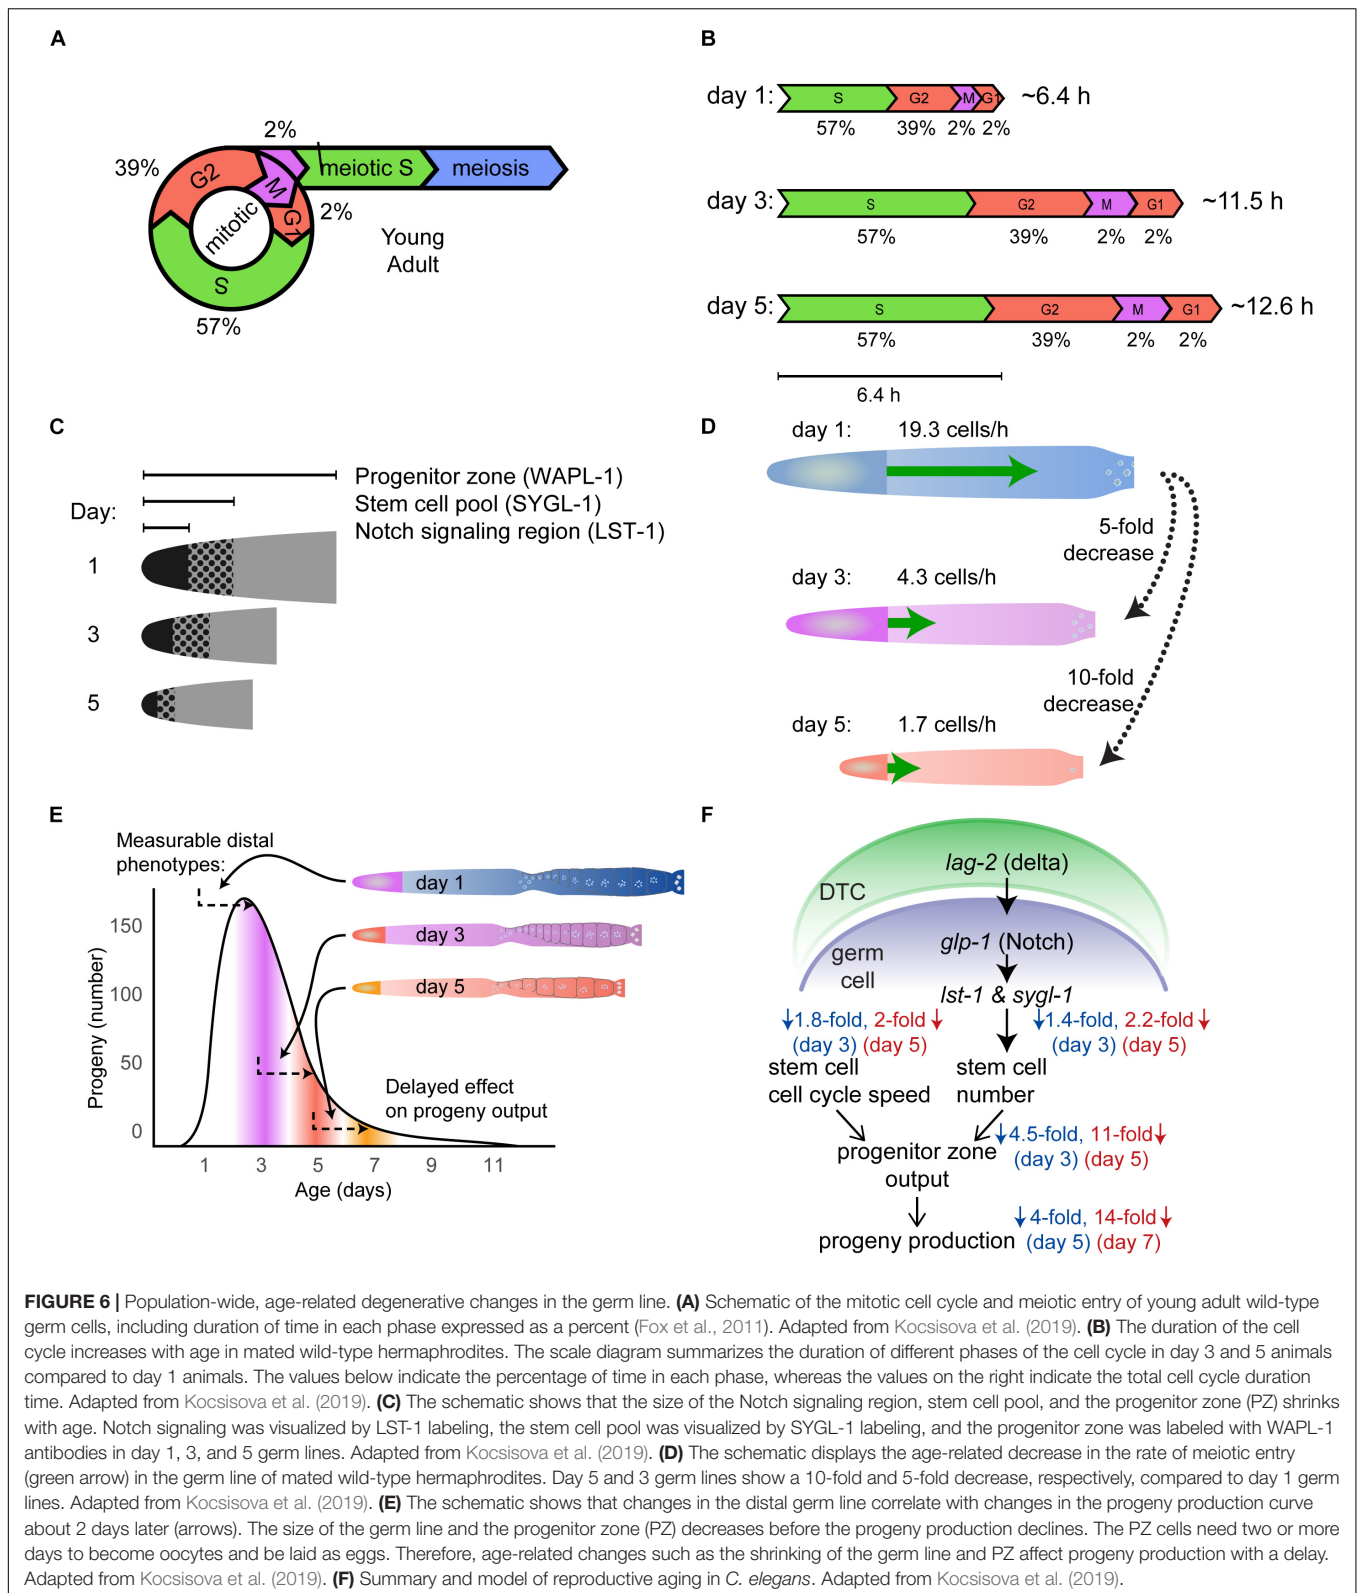 A
2%
39%
G2
M
meiotic S
meiosis
mitotic
G1
2%
Young
Adult
S
57%
B
day 1:
S
G2
M
G1
~6.4 h
57%
39%
2%
2%
day 3:
S
G2
M
G1
~11.5 h
57%
39%
2%
2%
day 5:
S
G2
M
G1
~12.6 h
57%
39%
2%
2%
6.4 h
C
Progenitor zone (WAPL-1)
Stem cell pool (SYGL-1)
Notch signaling region (LST-1)
Day:
1
3
5
D
day 1:
19.3 cells/h
5-fold
decrease
day 3:
4.3 cells/h
10-fold
decrease
day 5:
1.7 cells/h
E
Measurable distal
phenotypes:
day 1
day 3
day 5
150
100
50
0
Progeny (number)
Delayed effect
on progeny output
1
3
5
7
9
11
Age (days)
F
lag-2 (delta)
DTC
glp-1 (Notch)
germ
cell
lst-1 & sygl-1
↓1.8-fold, 2-fold↓
(day 3) (day 5)
↓1.4-fold, 2.2-fold↓
(day 3) (day 5)
stem cell
cell cycle speed
stem cell
number
progenitor zone
output
↓4.5-fold, 11-fold↓
(day 3) (day 5)
progeny production
↓4-fold, 14-fold↓
(day 5) (day 7)
FIGURE 6 | Population-wide, age-related degenerative changes in the germ line. (A) Schematic of the mitotic cell cycle and meiotic entry of young adult wild-type
germ cells, including duration of time in each phase expressed as a percent (Fox et al., 2011). Adapted from Kocsisova et al. (2019). (B) The duration of the cell
cycle increases with age in mated wild-type hermaphrodites. The scale diagram summarizes the duration of different phases of the cell cycle in day 3 and 5 animals
compared to day 1 animals. The values below indicate the percentage of time in each phase, whereas the values on the right indicate the total cell cycle duration
time. Adapted from Kocsisova et al. (2019). (C) The schematic shows that the size of the Notch signaling region, stem cell pool, and the progenitor zone (PZ) shrinks
with age. Notch signaling was visualized by LST-1 labeling, the stem cell pool was visualized by SYGL-1 labeling, and the progenitor zone was labeled with WAPL-1
antibodies in day 1, 3, and 5 germ lines. Adapted from Kocsisova et al. (2019). (D) The schematic displays the age-related decrease in the rate of meiotic entry
(green arrow) in the germ line of mated wild-type hermaphrodites. Day 5 and 3 germ lines show a 10-fold and 5-fold decrease, respectively, compared to day 1 germ
lines. Adapted from Kocsisova et al. (2019). (E) The schematic shows that changes in the distal germ line correlate with changes in the progeny production curve
about 2 days later (arrows). The size of the germ line and the progenitor zone (PZ) decreases before the progeny production declines. The PZ cells need two or more
days to become oocytes and be laid as eggs. Therefore, age-related changes such as the shrinking of the germ line and PZ affect progeny production with a delay.
Adapted from Kocsisova et al. (2019). (F) Summary and model of reproductive aging in C. elegans. Adapted from Kocsisova et al. (2019).